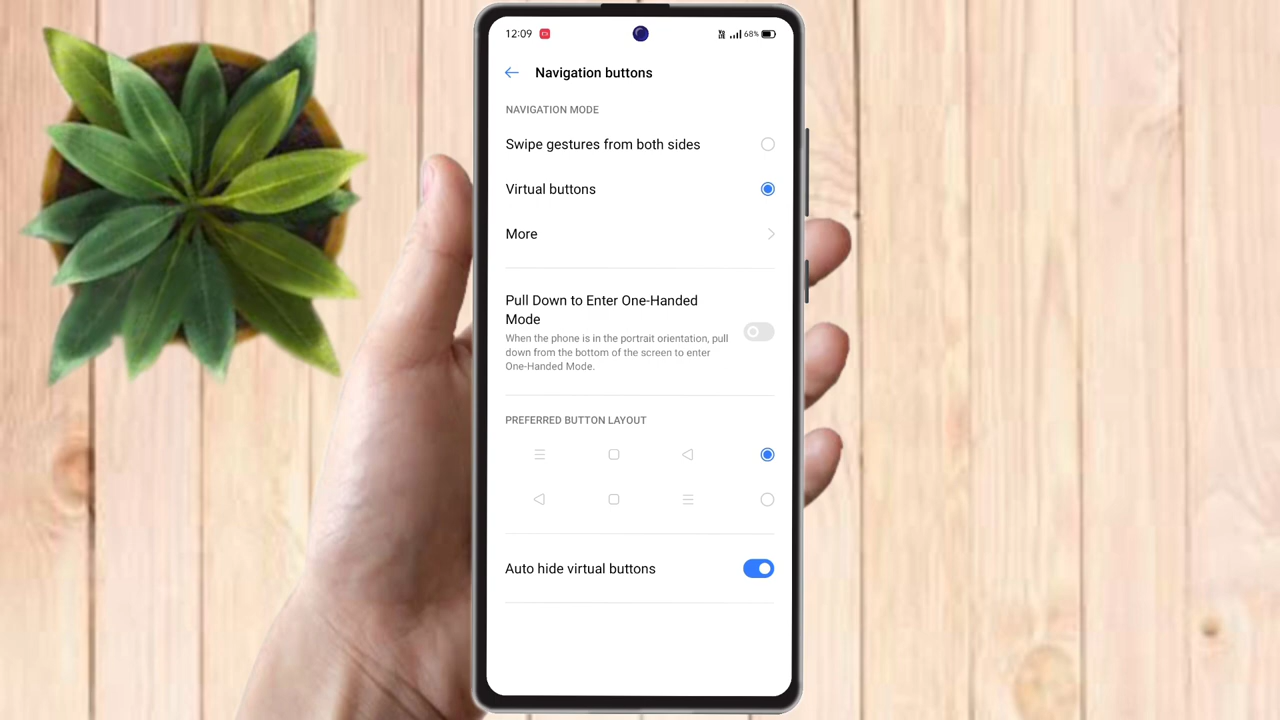 12:09
68%
Navigation buttons
NAVIGATION MODE
Swipe gestures from both sides
Virtual buttons
More
Pull Down to Enter One-Handed
Mode
When the phone is in the portrait orientation, pull
down from the bottom of the screen to enter
One-Handed Mode.
PREFERRED BUTTON LAYOUT
Auto hide virtual buttons